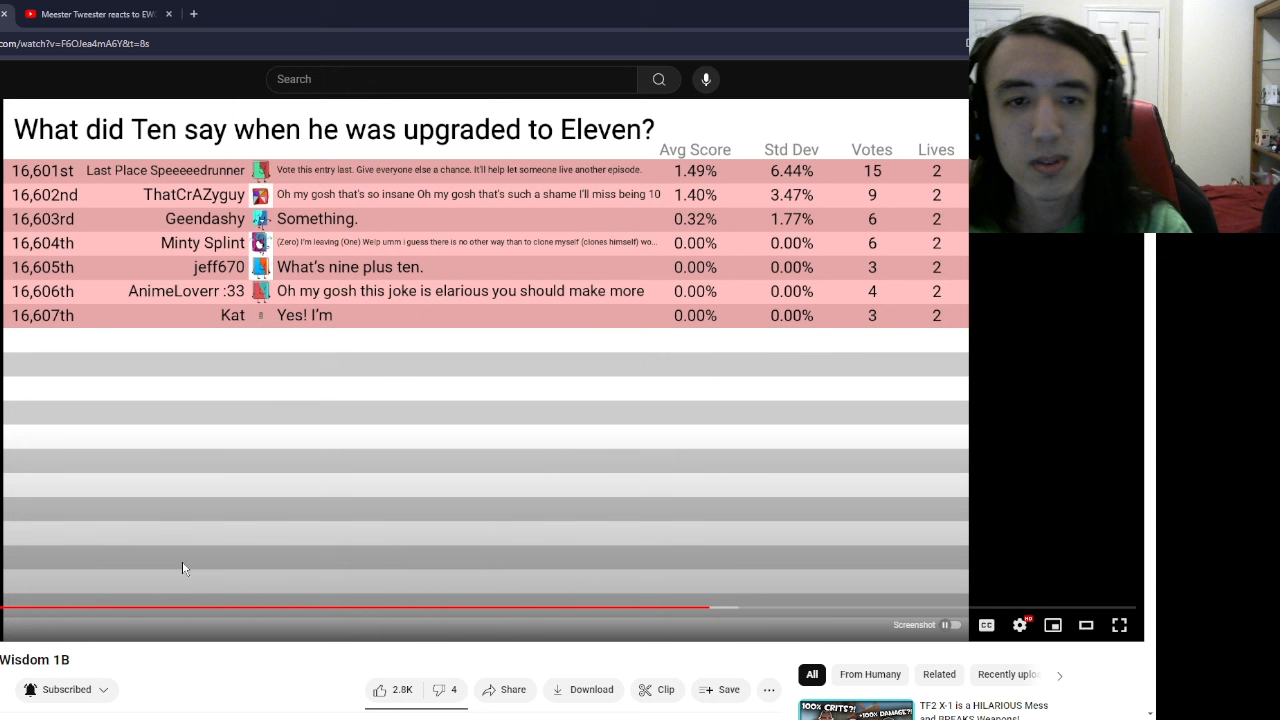 Meester Tweester reacts to EWO
com/watch?v=F6OJea4mA6Y&t=8s
Search
What did Ten say when he was upgraded to Eleven?
Avg Score Std Dev Votes Lives
16,601st Last Place Speeeeedrunner Vote this entry last. Give everyone else a chance. It'll help let someone live another episode. 1.49% 6.44% 15 2
16,602nd ThatCrAZyguy Oh my gosh that's so insane Oh my gosh that's such a shame I'll miss being 10 1.40% 3.47% 9 2
16,603rd Geendashy Something. 0.32% 1.77% 6 2
16,604th Minty Splint (Zero) I'm leaving (One) Welp umm i guess there is no other way than to clone myself (clones himself) wo... 0.00% 0.00% 6 2
16,605th jeff670 What's nine plus ten. 0.00% 0.00% 3 2
16,606th AnimeLoverr :33 Oh my gosh this joke is elarious you should make more 0.00% 0.00% 4 2
16,607th Kat Yes! I'm 0.00% 0.00% 3 2
Screenshot CC HD
Wisdom 1B
Subscribed 2.8K 4 Share Download Clip Save
All From Humany Related Recently uplo
100% CRITS?! +100% DAMAGE?!
TF2 X-1 is a HILARIOUS Mess
and BREAKS Weapons!